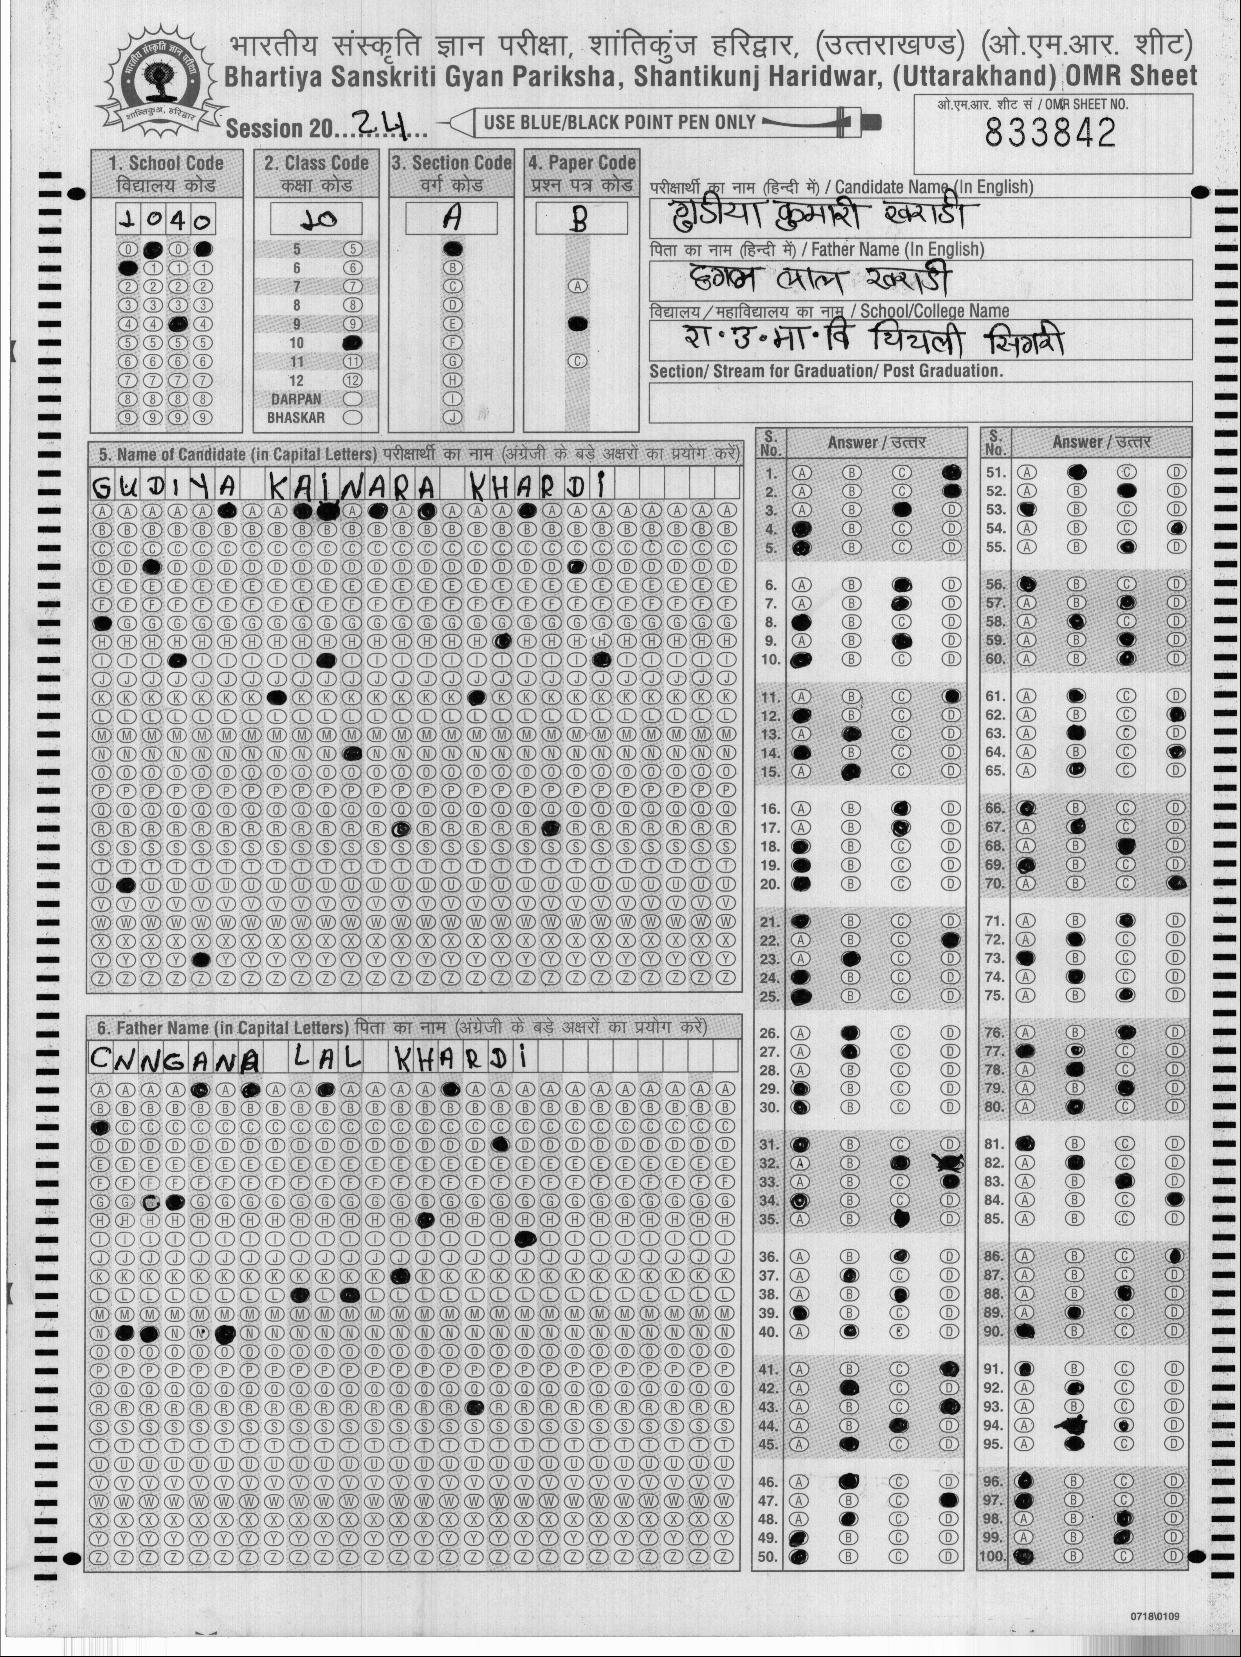 भारतीय संस्कृति ज्ञान परीक्षा, शांतिकुंज हरिद्वार, (उत्तराखण्ड) (ओ.एम.आर. शीट)
Bhartiya Sanskriti Gyan Pariksha, Shantikunj Haridwar, (Uttarakhand) OMR Sheet
Session 20...24... USE BLUE/BLACK POINT PEN ONLY
ओ.एम.आर. शीट सं / OMR SHEET NO.
833842
1. School Code
विद्यालय कोड
1040
2. Class Code
कक्षा कोड
10
5 6 7 8 9 10 11 12
DARPAN
BHASKAR
3. Section Code
वर्ग कोड
A
4. Paper Code
प्रश्न पत्र कोड
B
परीक्षार्थी का नाम (हिन्दी में) / Candidate Name (In English)
गुडीया कुमारी खराडी
पिता का नाम (हिन्दी में) / Father Name (In English)
लाल खराडी
विद्यालय/महाविद्यालय का नाम / School/College Name
रा.उ.मा.वि
Section/ Stream for Graduation/ Post Graduation.
5. Name of Candidate (in Capital Letters) परीक्षार्थी का नाम (अंग्रेजी के बड़े अक्षरों का प्रयोग करें)
GUDIYA KAINARA KHARDI
6. Father Name (in Capital Letters) पिता का नाम (अंग्रेजी के बड़े अक्षरों का प्रयोग करें)
CNNGANA LAL KHARDI
S. No. Answer / उत्तर
S. No. Answer / उत्तर
0718\0109